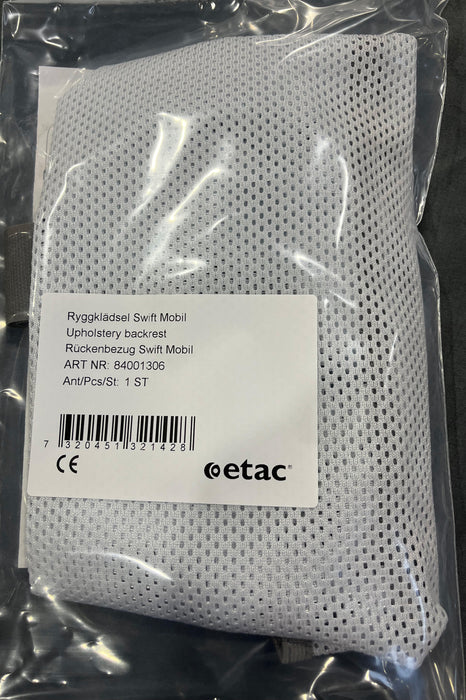 Ryggklädsel Swift Mobil
Upholstery backrest
Rückenbezug Swift Mobil
ART NR: 84001306
Ant/Pcs/St: 1 ST
7 320451 321428
CE
etac®